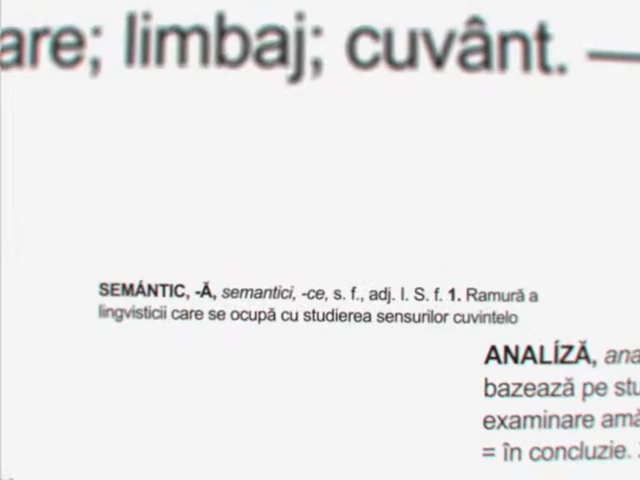 are; limbaj; cuvânt. —
SEMÁNTIC, -Ă, semantici, -ce, s. f., adj. I. S. f. 1. Ramură a
lingvisticii care se ocupă cu studierea sensurilor cuvintelo
ANALÍZĂ, ana
bazează pe stu
examinare amă
= în concluzie.